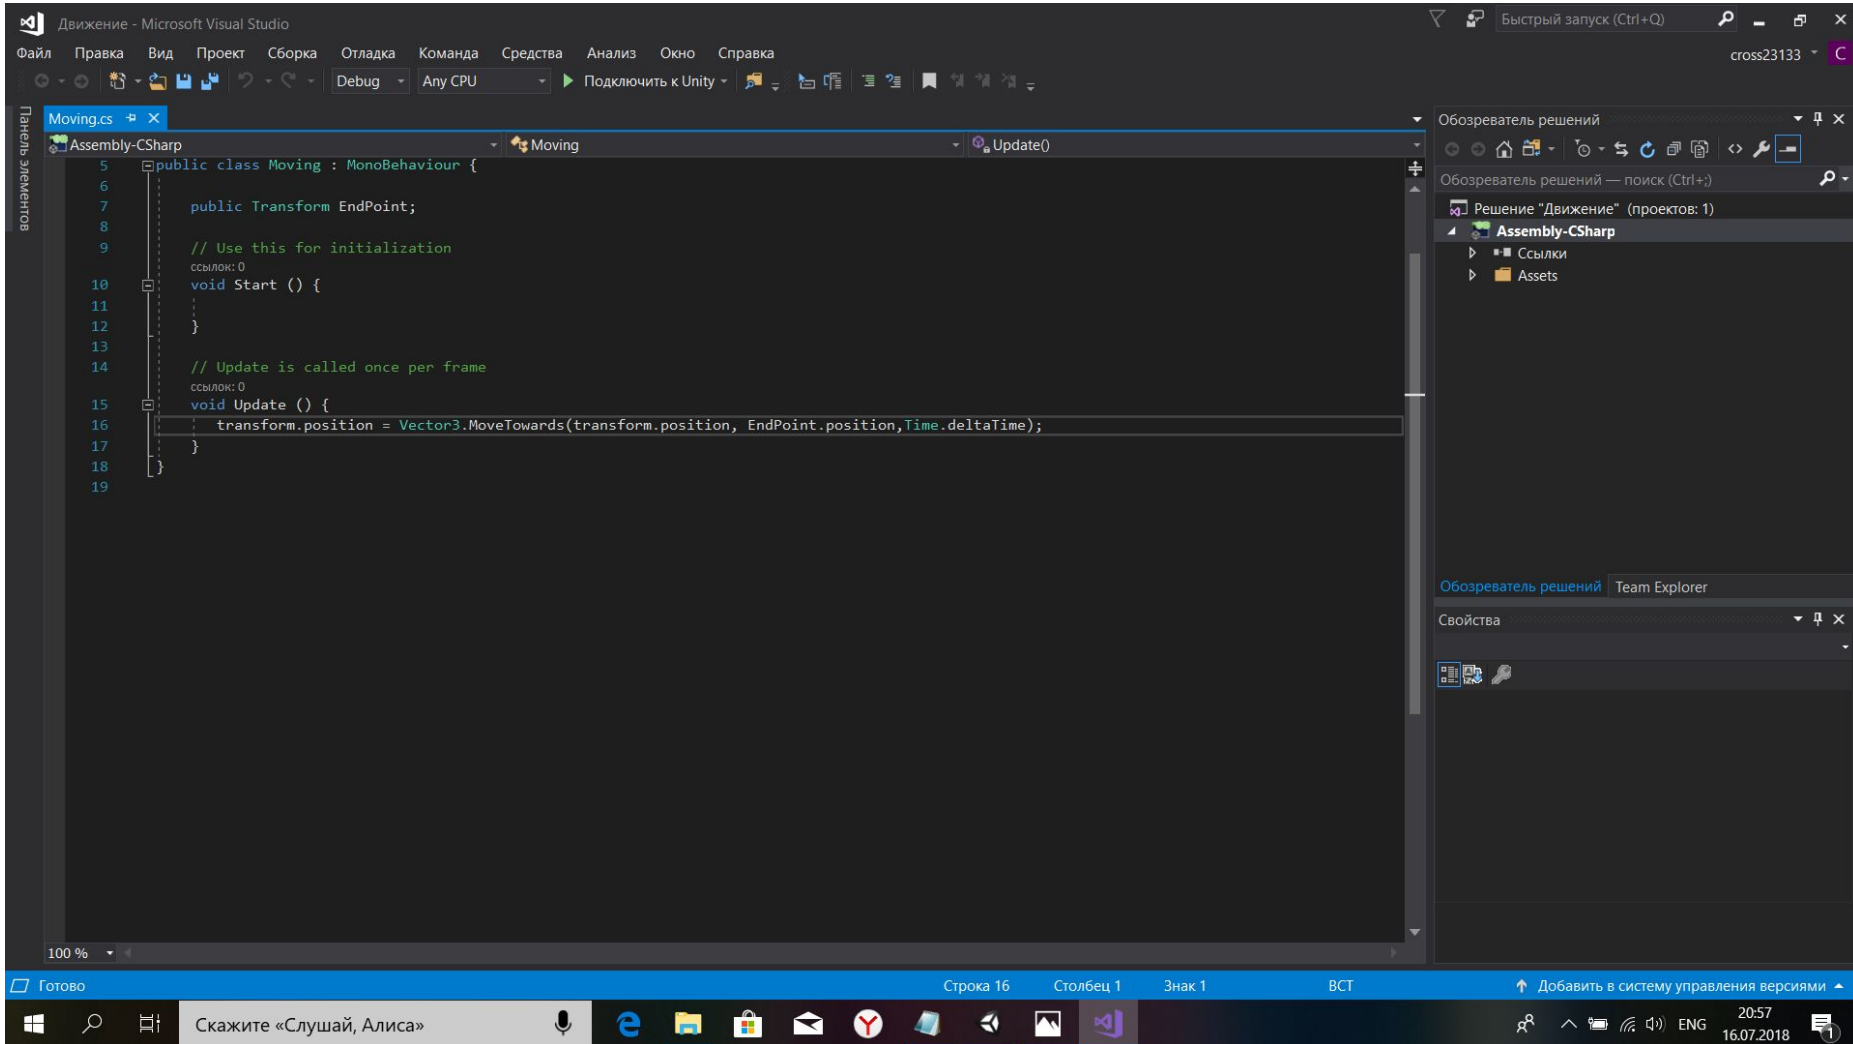 Движение - Microsoft Visual Studio
Быстрый запуск (Ctrl+Q)
Файл Правка Вид Проект Сборка Отладка Команда Средства Анализ Окно Справка
cross23133 C
Debug Any CPU Подключить к Unity
Панель элементов
Moving.cs
Assembly-CSharp Moving Update()
5 public class Moving : MonoBehaviour {
6
7 public Transform EndPoint;
8
9 // Use this for initialization
ссылок: 0
10 void Start () {
11
12 }
13
14 // Update is called once per frame
ссылок: 0
15 void Update () {
16 transform.position = Vector3.MoveTowards(transform.position, EndPoint.position,Time.deltaTime);
17 }
18 }
19
100 %
Обозреватель решений
Обозреватель решений — поиск (Ctrl+;)
Решение "Движение" (проектов: 1)
Assembly-CSharp
Ссылки
Assets
Обозреватель решений Team Explorer
Свойства
Готово Строка 16 Столбец 1 Знак 1 ВСТ Добавить в систему управления версиями
Скажите «Слушай, Алиса»
ENG
20:57
16.07.2018
1